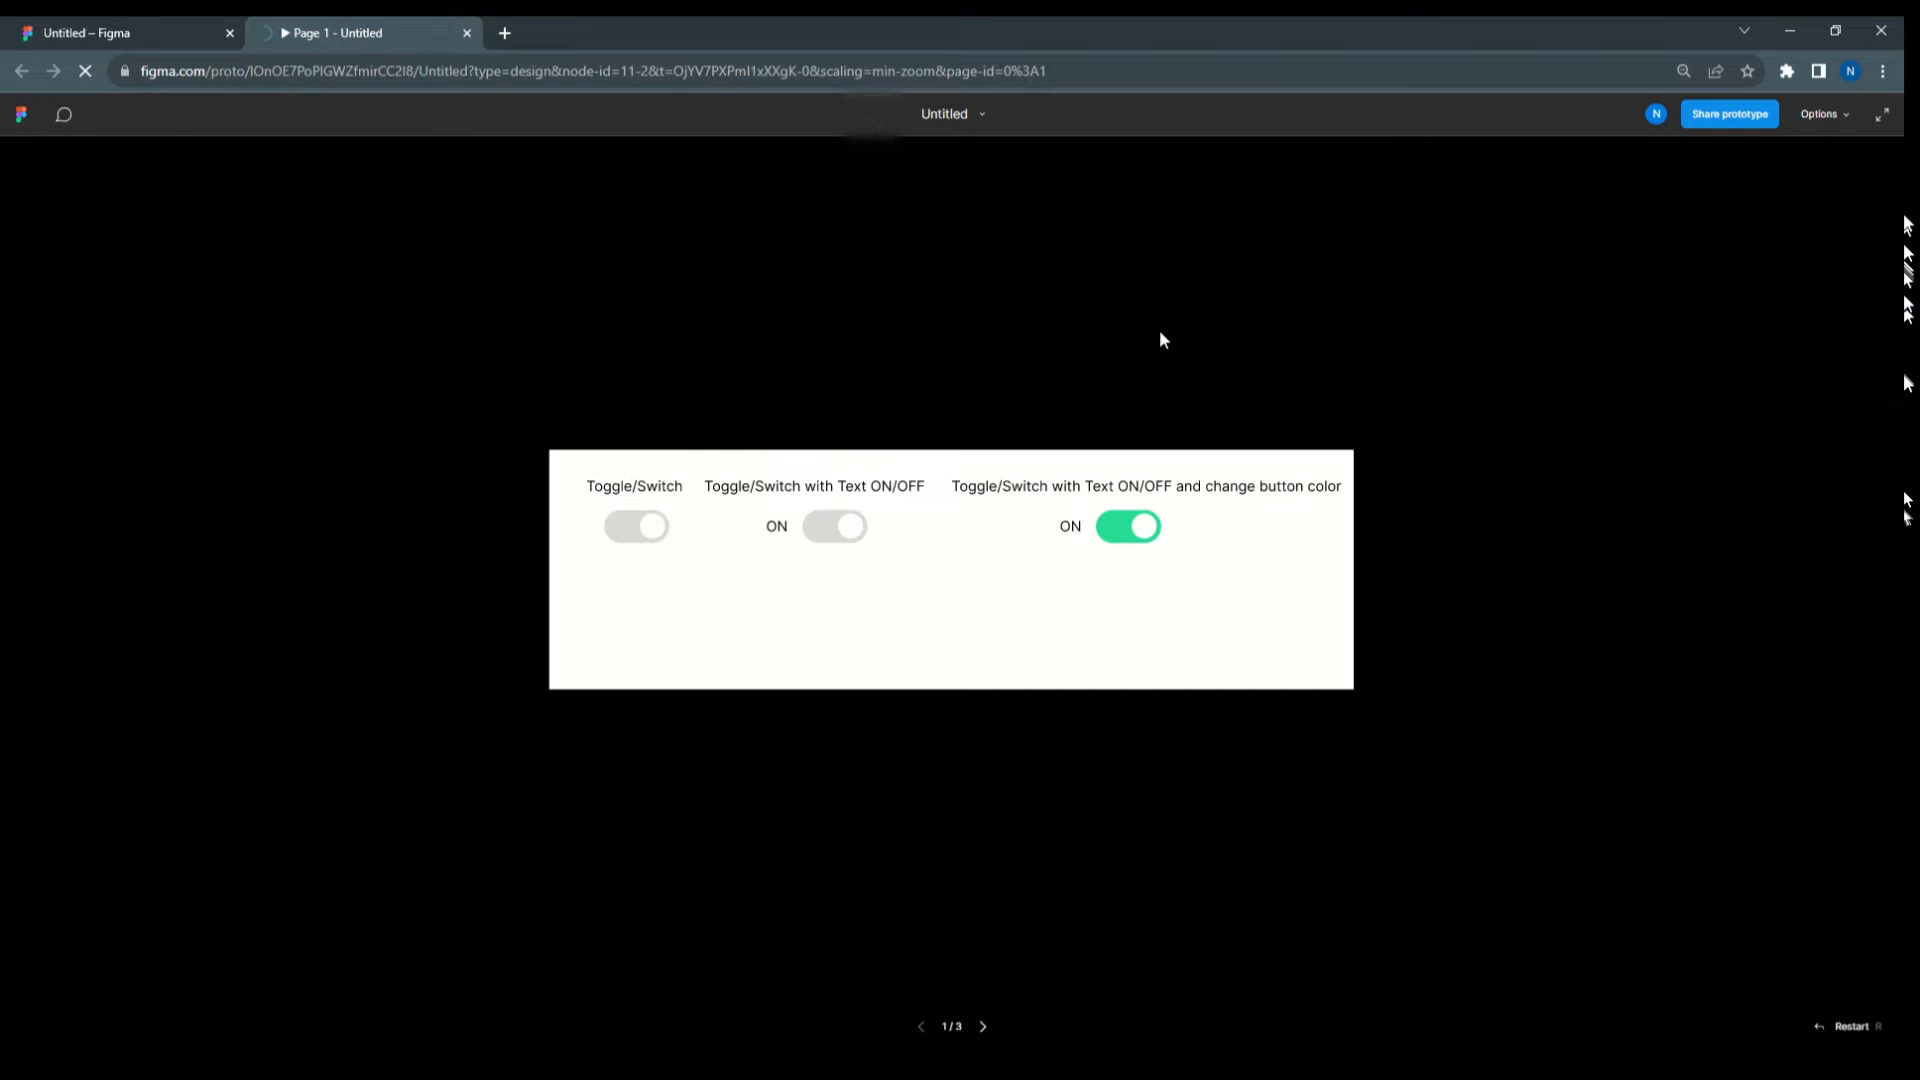 Untitled – Figma
Page 1 - Untitled
figma.com/proto/lOnOE7PoPlGWZfmirCC2I8/Untitled?type=design&node-id=11-2&t=OjYV7PXPmI1xXXgK-0&scaling=min-zoom&page-id=0%3A1
N
Untitled
N
Share prototype
Options
Toggle/Switch
Toggle/Switch with Text ON/OFF
Toggle/Switch with Text ON/OFF and change button color
ON
ON
1 / 3
Restart R